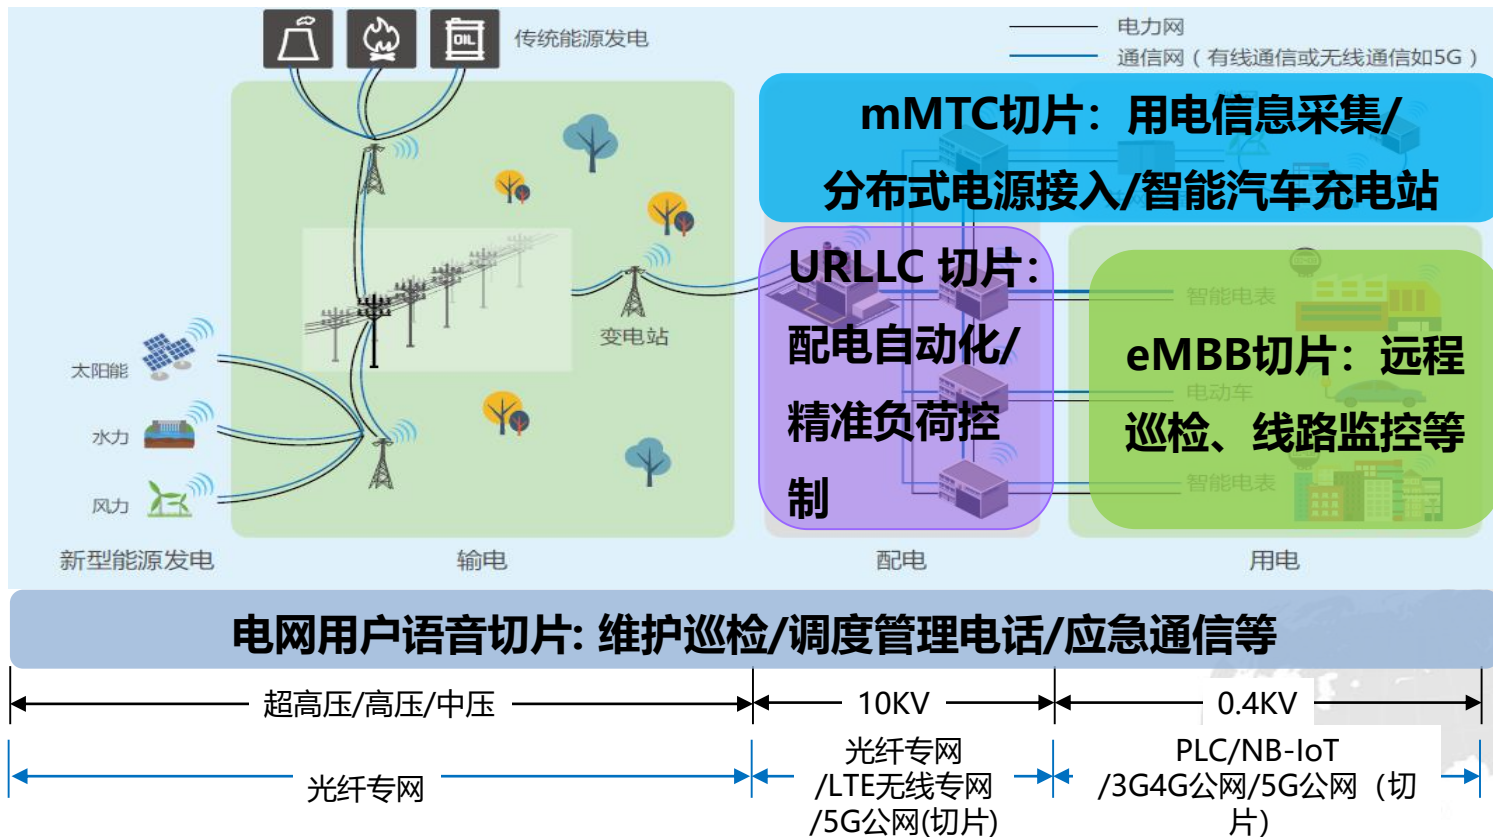 传统能源发电
电力网
通信网（有线通信或无线通信如5G）
mMTC切片：用电信息采集/
分布式电源接入/智能汽车充电站
URLLC 切片：
配电自动化/
精准负荷控
制
eMBB切片：远程
巡检、线路监控等
智能电表
电动车
智能电表
变电站
太阳能
水力
风力
新型能源发电
输电
配电
用电
电网用户语音切片: 维护巡检/调度管理电话/应急通信等
超高压/高压/中压
10KV
0.4KV
光纤专网
光纤专网
/LTE无线专网
/5G公网(切片)
PLC/NB-IoT
/3G4G公网/5G公网（切
片）
OIL